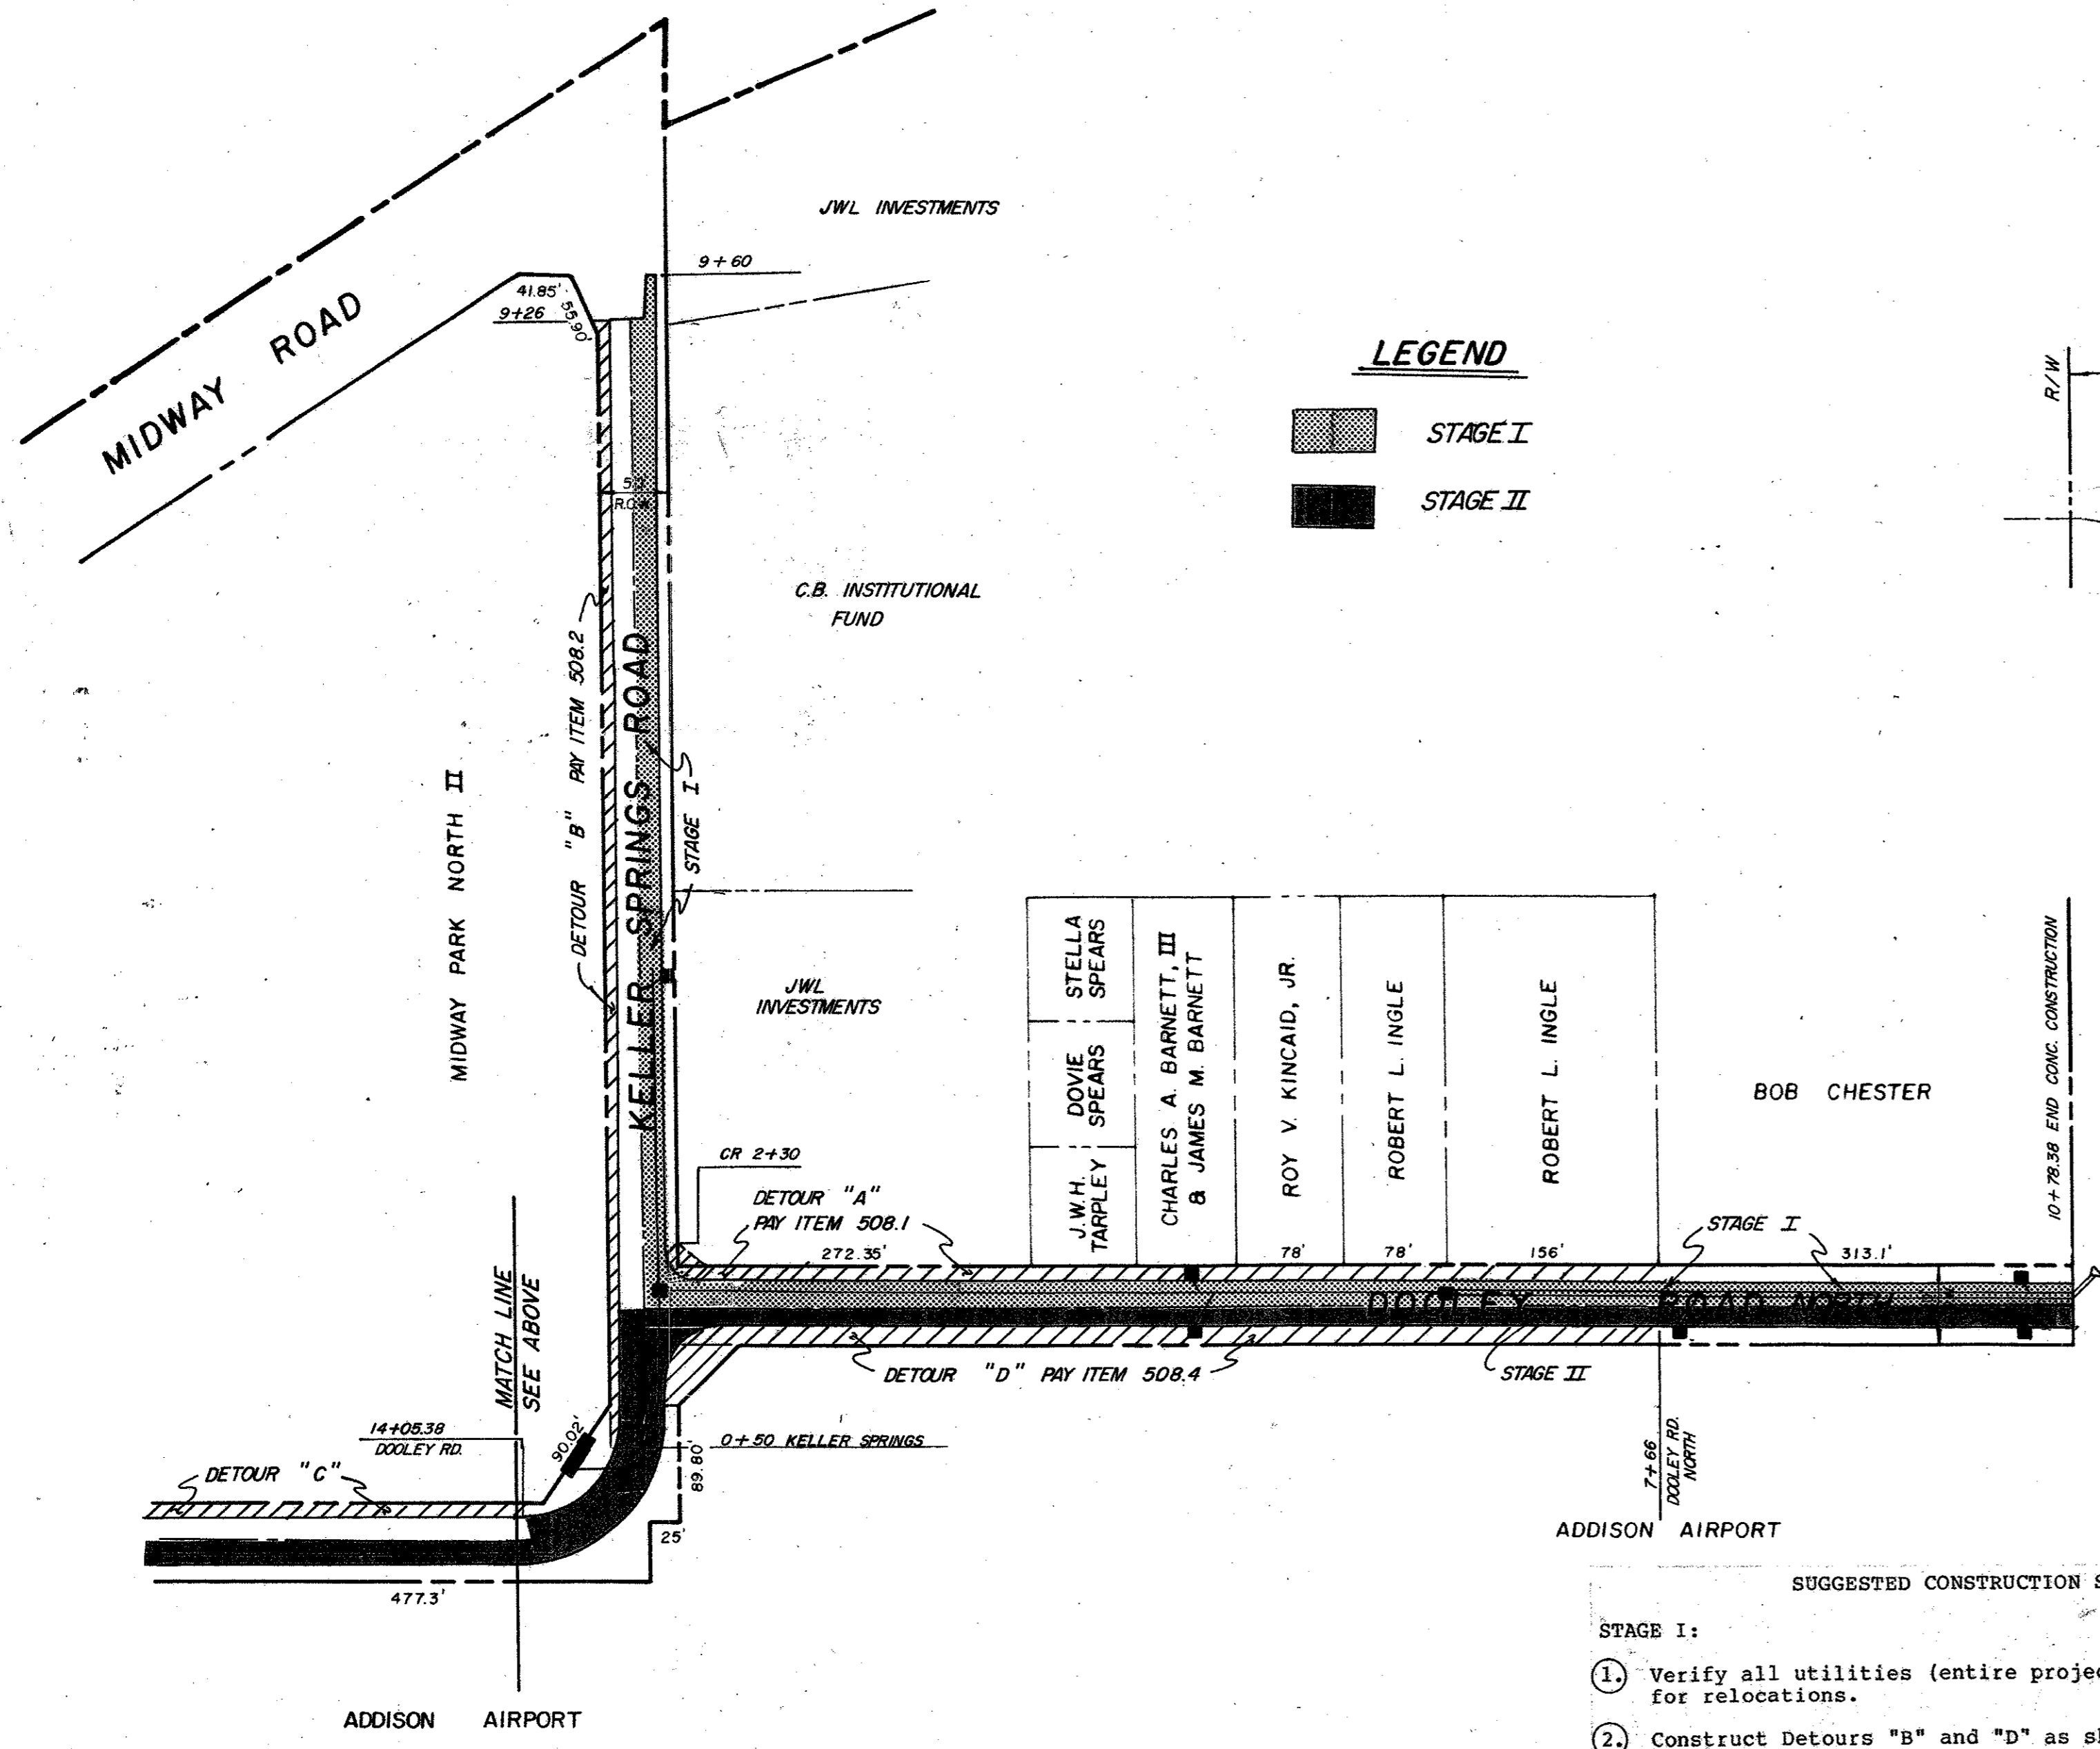 JWL INVESTMENTS
9+60
41.85'
55.90'
9+26
MIDWAY ROAD
LEGEND
STAGE I
STAGE II
R/W
R.O.W.
C.B. INSTITUTIONAL
FUND
DETOUR "B" PAY ITEM 508.2
KELLER SPRINGS ROAD
STAGE I
MIDWAY PARK NORTH II
JWL
INVESTMENTS
STELLA
SPEARS
DOVIE
SPEARS
J.W.H.
TARPLEY
CHARLES A. BARNETT, III
& JAMES M. BARNETT
ROY V. KINCAID, JR.
ROBERT L. INGLE
ROBERT L. INGLE
BOB CHESTER
10+78.38 END CONC. CONSTRUCTION
CR 2+30
DETOUR "A"
PAY ITEM 508.1
272.35'
78'
78'
156'
STAGE I
313.1'
DOOLEY ROAD NORTH
MATCH LINE
SEE ABOVE
DETOUR "D" PAY ITEM 508.4
STAGE II
14+05.38
DOOLEY RD.
90.02'
0+50 KELLER SPRINGS
89.80'
7+66
DOOLEY RD.
NORTH
DETOUR "C"
25'
477.3'
ADDISON AIRPORT
ADDISON AIRPORT
SUGGESTED CONSTRUCTION
STAGE I:
1. Verify all utilities (entire
for relocations.
2. Construct Detours "B" and "D" as